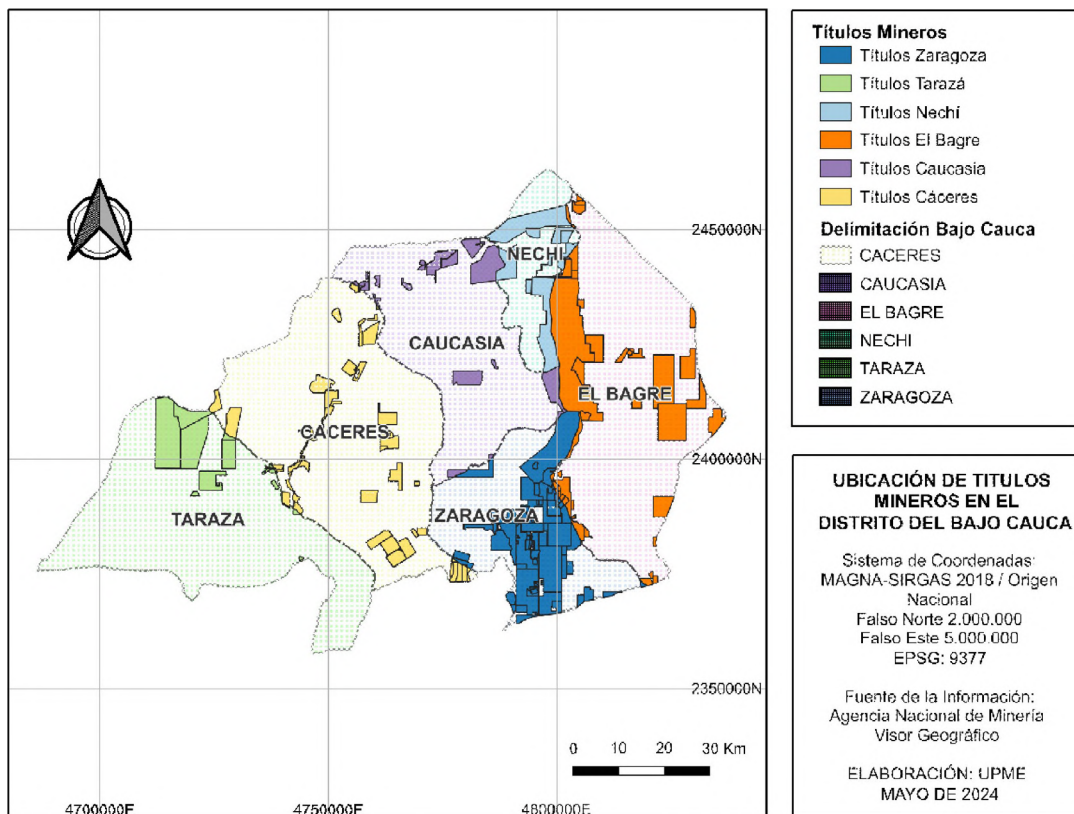 2450000N
NECHI
CAUCASIA
EL BAGRE
CACERES
2400000N
TARAZA
ZARAGOZA
2350000N
0 10 20 30 Km
4700000E 4750000E 4800000E
Títulos Mineros
Títulos Zaragoza
Títulos Tarazá
Títulos Nechí
Títulos El Bagre
Títulos Caucasia
Títulos Cáceres
Delimitación Bajo Cauca
CACERES
CAUCASIA
EL BAGRE
NECHI
TARAZA
ZARAGOZA
UBICACIÓN DE TITULOS
MINEROS EN EL
DISTRITO DEL BAJO CAUCA
Sistema de Coordenadas:
MAGNA-SIRGAS 2018 / Origen
Nacional
Falso Norte 2.000.000
Falso Este 5.000.000
EPSG: 9377
Fuente de la Información:
Agencia Nacional de Minería
Visor Geográfico
ELABORACIÓN: UPME
MAYO DE 2024